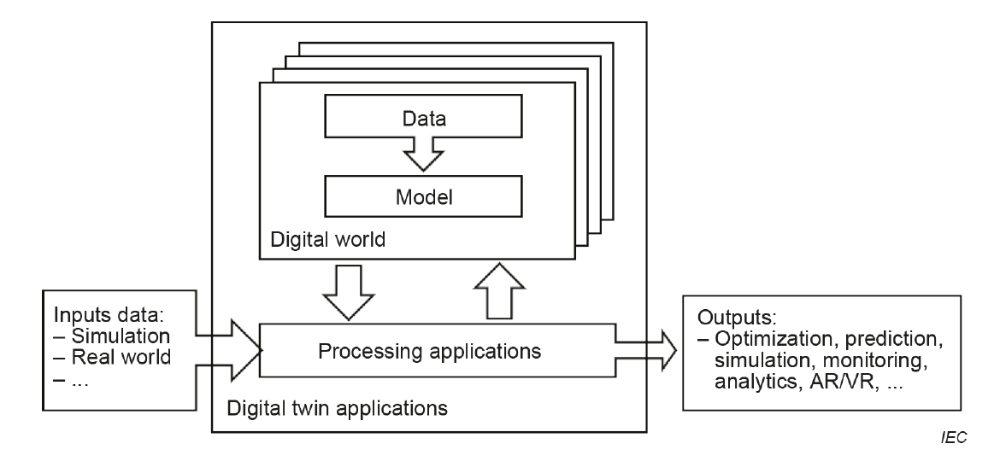 Data
Model
Digital world
Inputs data:
– Simulation
– Real world
– ...
Processing applications
Digital twin applications
Outputs:
– Optimization, prediction,
simulation, monitoring,
analytics, AR/VR, ...
IEC